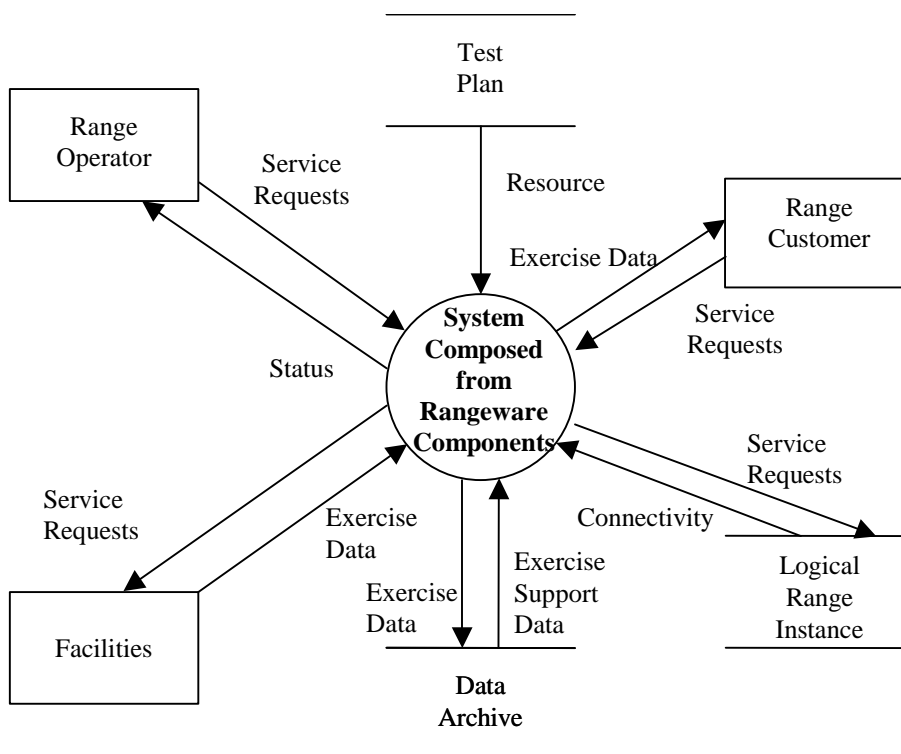 Test
Plan
Range
Operator
Service
Requests
Resource
Range
Customer
Exercise Data
Service
Requests
System
Composed
from
Rangeware
Components
Status
Service
Requests
Exercise
Data
Service
Requests
Connectivity
Exercise
Data
Exercise
Support
Data
Logical
Range
Instance
Facilities
Data
Archive